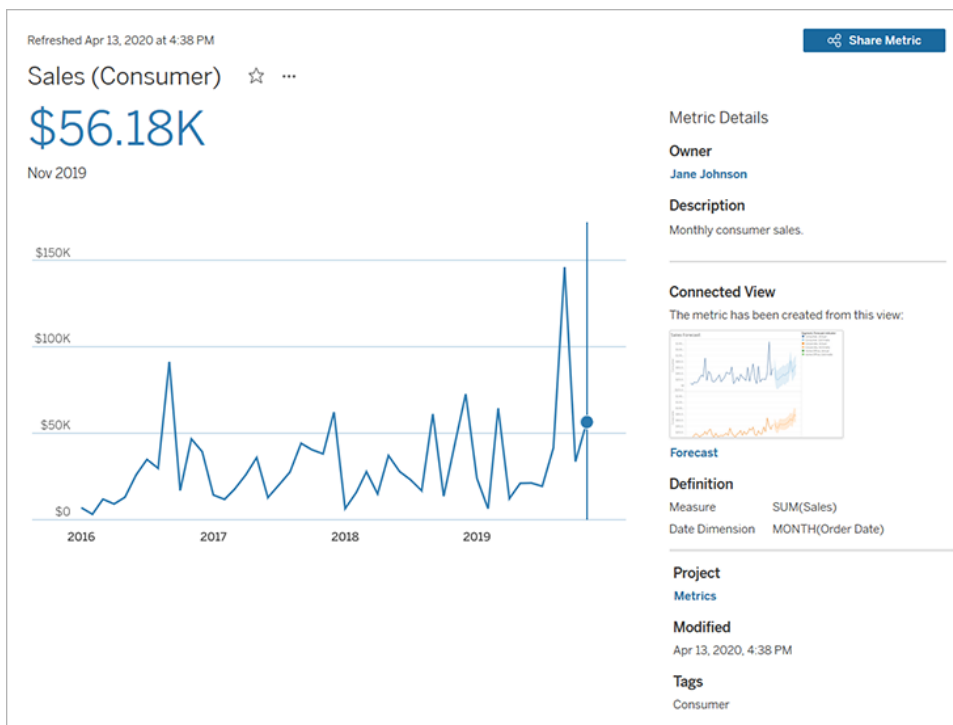 Refreshed Apr 13, 2020 at 4:38 PM
Share Metric
Sales (Consumer)
$56.18K
Nov 2019
$150K
$100K
$50K
$0
2016 2017 2018 2019
Metric Details
Owner
Jane Johnson
Description
Monthly consumer sales.
Connected View
The metric has been created from this view:
Sales Forecast
Forecast
Definition
Measure SUM(Sales)
Date Dimension MONTH(Order Date)
Project
Metrics
Modified
Apr 13, 2020, 4:38 PM
Tags
Consumer